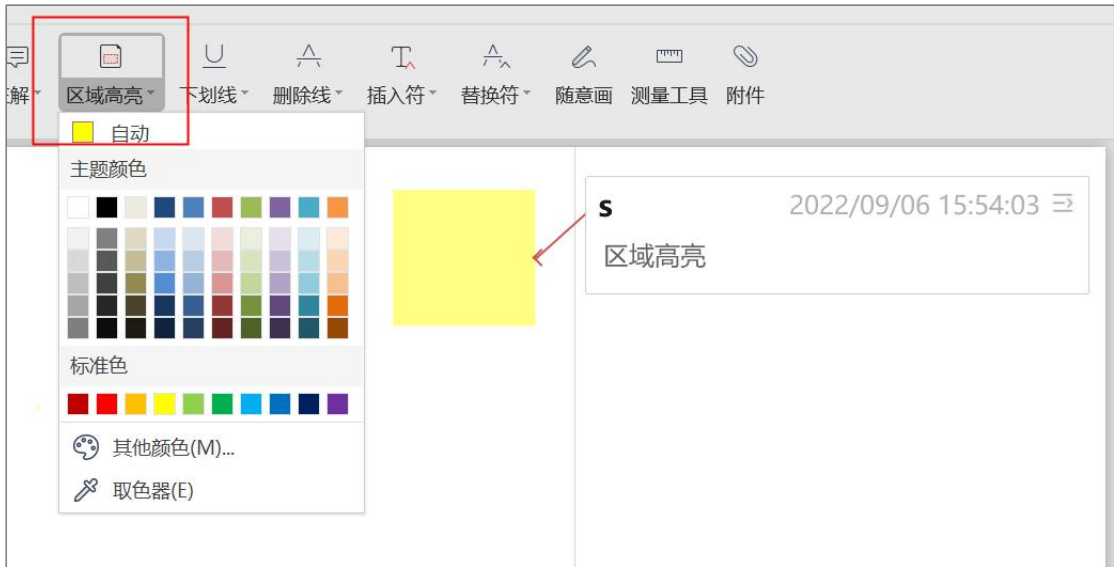 解 区域高亮 下划线 删除线 插入符 替换符 随意画 测量工具 附件
自动
主题颜色
标准色
其他颜色(M)...
取色器(E)
s 2022/09/06 15:54:03
区域高亮